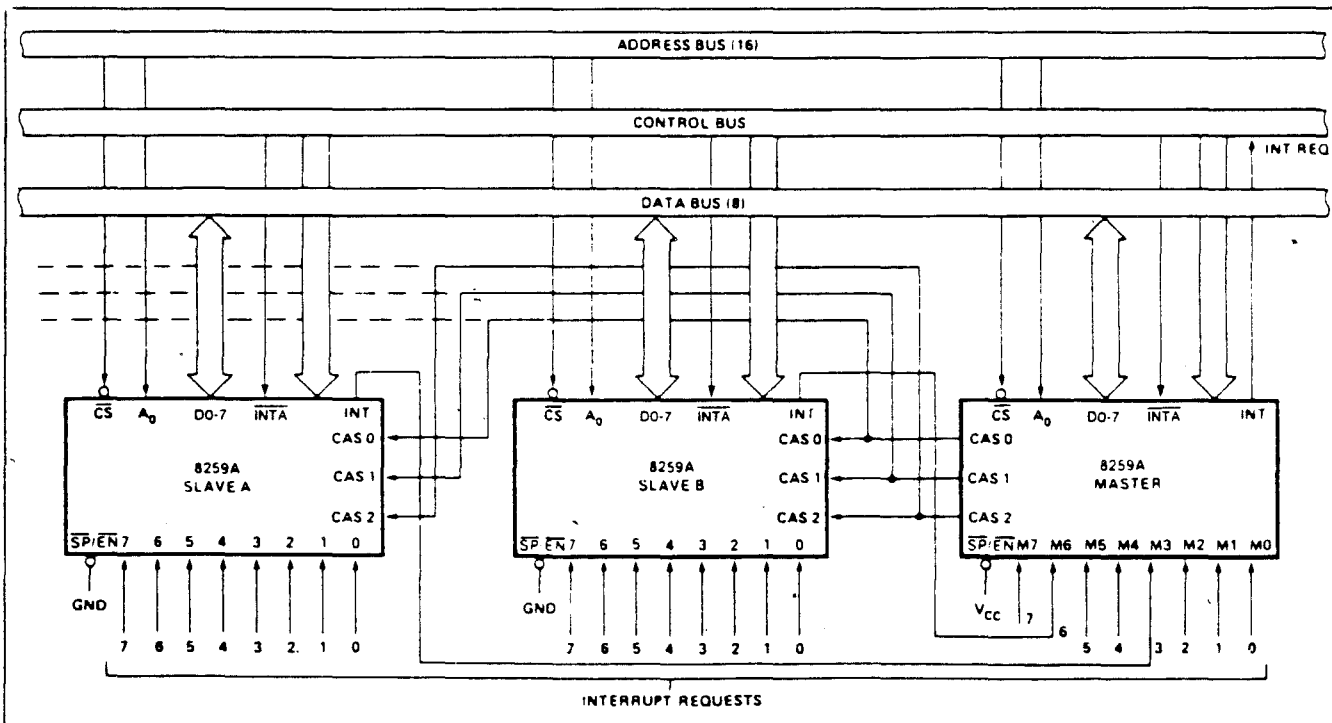 ADDRESS BUS (16)
CONTROL BUS
INT REQ
DATA BUS (8)
CS A0 D0-7 INTA INT
CAS 0
8259A
SLAVE A
CAS 1
CAS 2
SP/EN 7 6 5 4 3 2 1 0
GND
7 6 5 4 3 2. 1 0
CS A0 D0-7 INTA INT
CAS 0
8259A
SLAVE B
CAS 1
CAS 2
SP/EN 7 6 5 4 3 2 1 0
GND
7 6 5 4 3 2 1 0
CS A0 D0-7 INTA INT
CAS 0
8259A
MASTER
CAS 1
CAS 2
SP/EN M7 M6 M5 M4 M3 M2 M1 M0
VCC 7 6 5 4 3 2 1 0
INTERRUPT REQUESTS